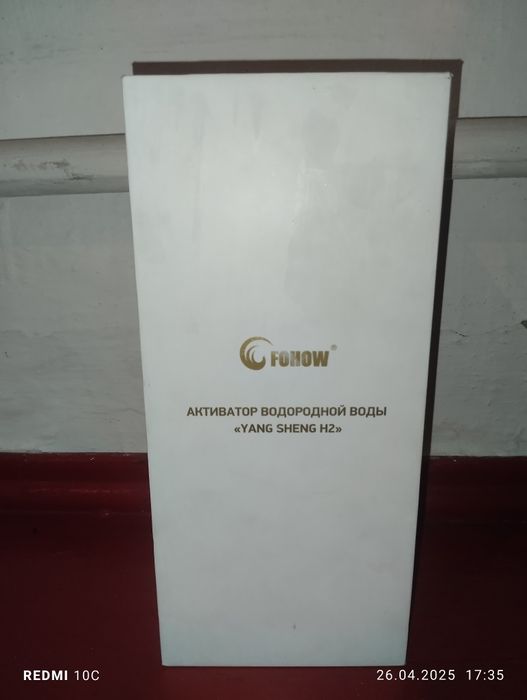 FOHOW®
АКТИВАТОР ВОДОРОДНОЙ ВОДЫ
«YANG SHENG H2»
REDMI 10C
26.04.2025 17:35